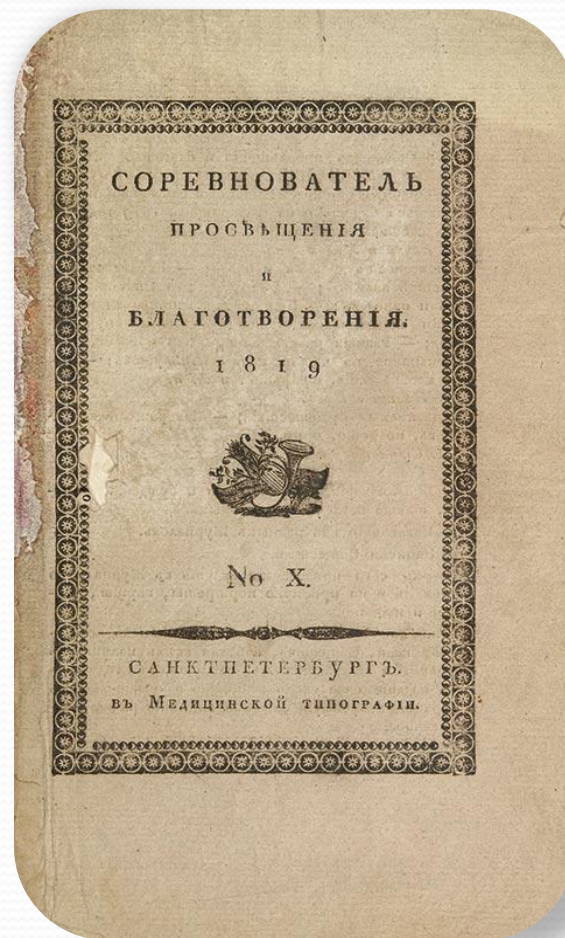 СОРЕВНОВАТЕЛЬ
ПРОСВѢЩЕНІЯ
И
БЛАГОТВОРЕНІЯ.
1819
No X.
САНКТПЕТЕРБУРГЪ.
въ Медицинской типографіи.